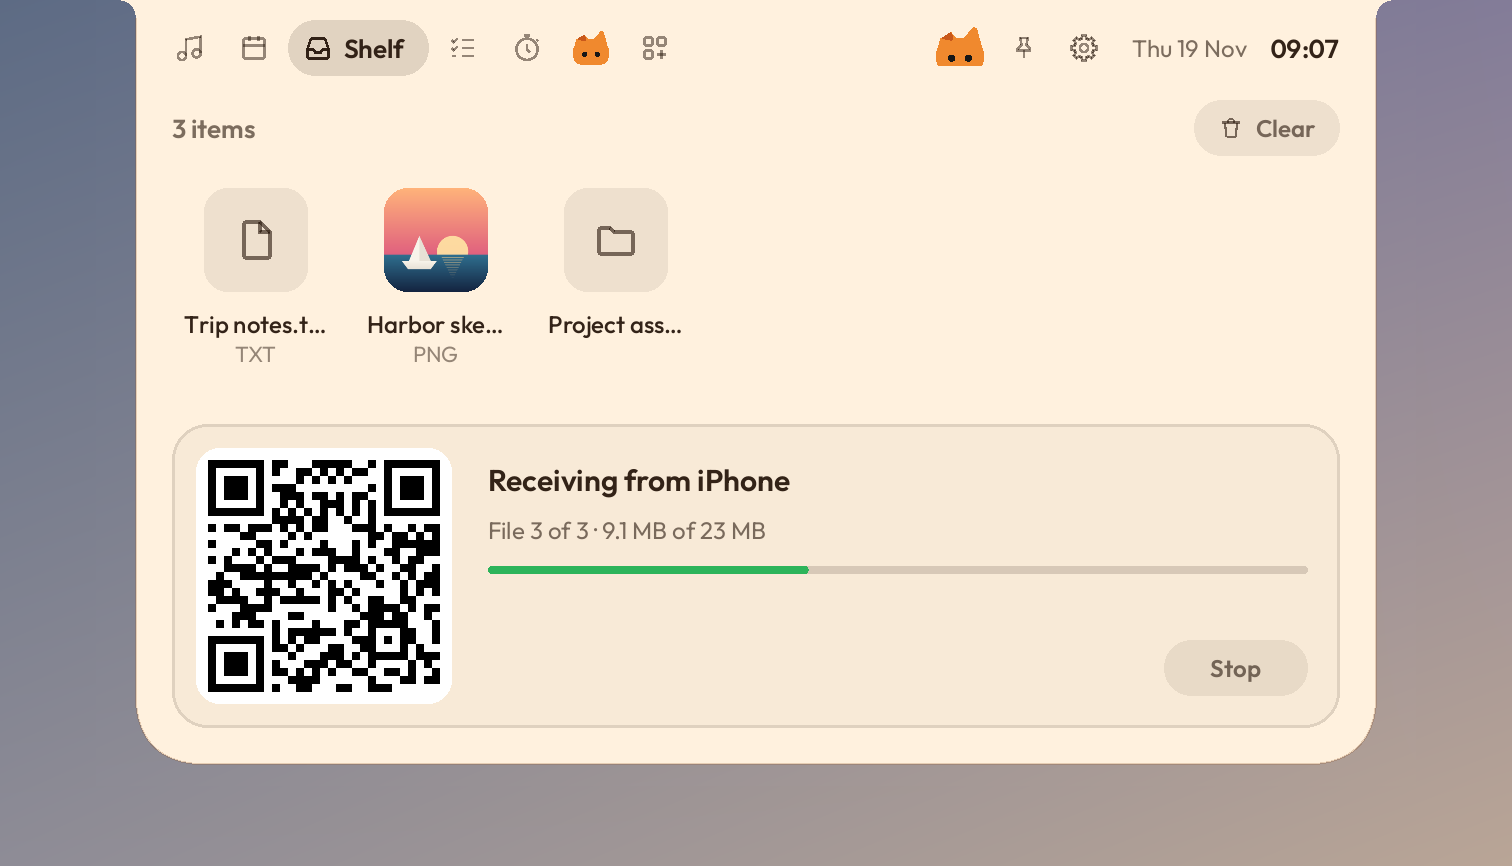 Shelf
Thu 19 Nov 09:07
3 items
Clear
Trip notes.t...
TXT
Harbor ske...
PNG
Project ass...
Receiving from iPhone
File 3 of 3 · 9.1 MB of 23 MB
Stop